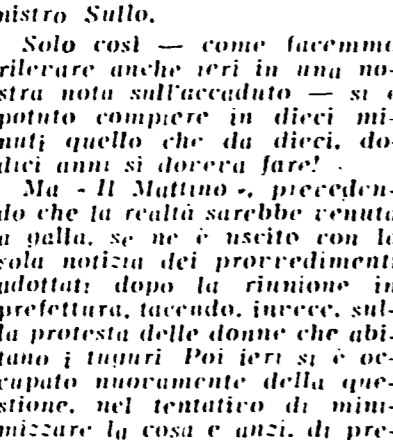 nistro Sullo.
Solo così — come facemmo
rilevare anche ieri in una no-
stra nota sull'accaduto — si è
potuto compiere in dieci mi-
nuti quello che da dieci, do-
dici anni si doveva fare!
Ma « Il Mattino », preceden-
do che la realtà sarebbe venuta
a galla, se ne è uscito con la
sola notizia dei provvedimenti
adottati dopo la riunione in
prefettura, tacendo, invece, sul-
la protesta delle donne che abi-
tano i tuguri Poi ieri si è oc-
cupato nuovamente della que-
stione, nel tentativo di mini-
mizzare la cosa e anzi, di pre-